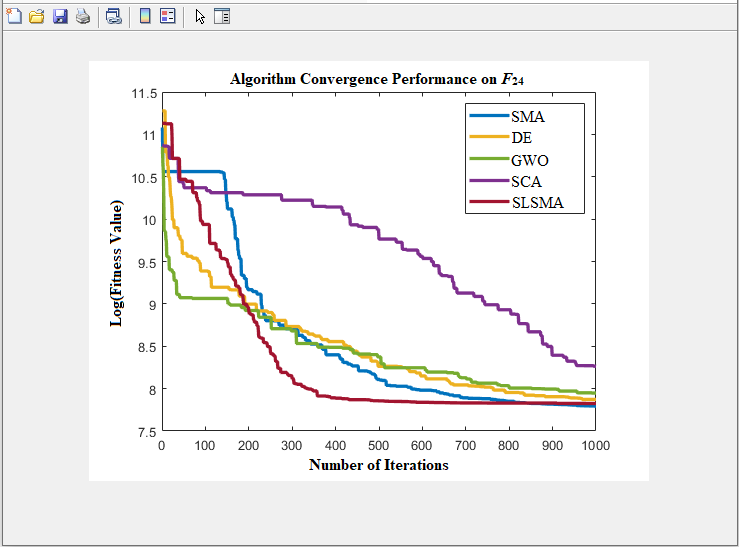 Algorithm Convergence Performance on F24
11.5
11
10.5
10
9.5
9
8.5
8
7.5
Log(Fitness Value)
SMA
DE
GWO
SCA
SLSMA
0 100 200 300 400 500 600 700 800 900 1000
Number of Iterations